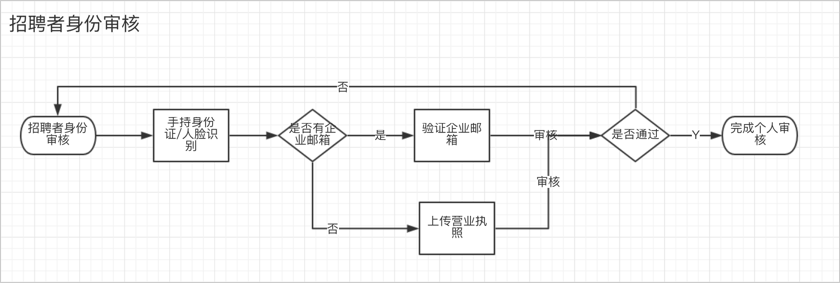 招聘者身份审核
否
招聘者身份
审核
手持身份
证/人脸识
别
是否有企
业邮箱
是
验证企业邮
箱
审核
是否通过
Y
完成个人审
核
审核
否
上传营业执
照